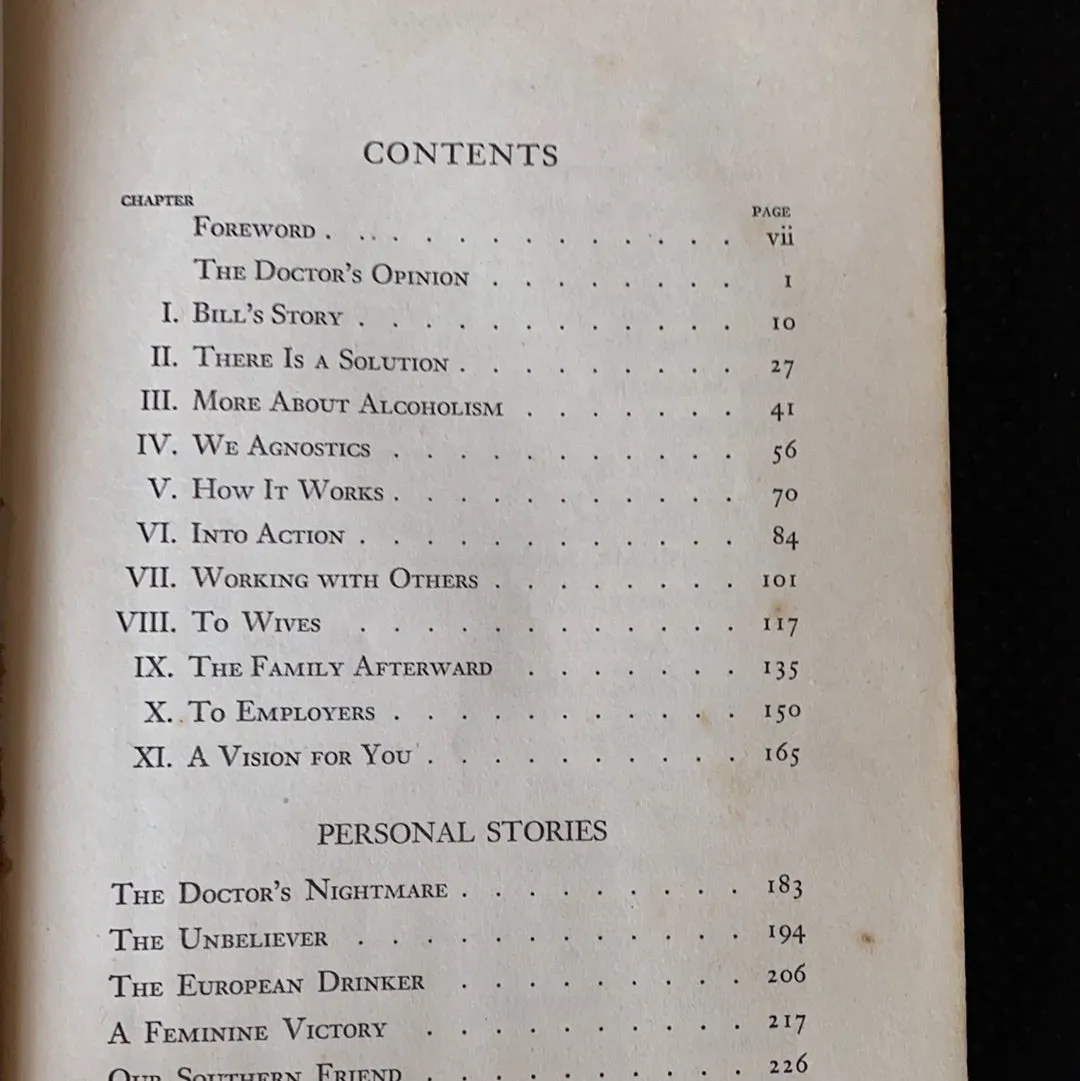 CONTENTS
CHAPTER PAGE
FOREWORD . . . . . . . . . . . . . vii
THE DOCTOR'S OPINION . . . . . . . . 1
I. BILL'S STORY . . . . . . . . . . . . 10
II. THERE IS A SOLUTION . . . . . . . . . 27
III. MORE ABOUT ALCOHOLISM . . . . . . . 41
IV. WE AGNOSTICS . . . . . . . . . . . 56
V. HOW IT WORKS . . . . . . . . . . . 70
VI. INTO ACTION . . . . . . . . . . . . 84
VII. WORKING WITH OTHERS . . . . . . . . 101
VIII. TO WIVES . . . . . . . . . . . . 117
IX. THE FAMILY AFTERWARD . . . . . . . 135
X. TO EMPLOYERS . . . . . . . . . . . 150
XI. A VISION FOR YOU . . . . . . . . . . 165
PERSONAL STORIES
THE DOCTOR'S NIGHTMARE . . . . . . . . . 183
THE UNBELIEVER . . . . . . . . . . . . 194
THE EUROPEAN DRINKER . . . . . . . . . 206
A FEMININE VICTORY . . . . . . . . . . 217
OUR SOUTHERN FRIEND . . . . . . . . . . 226